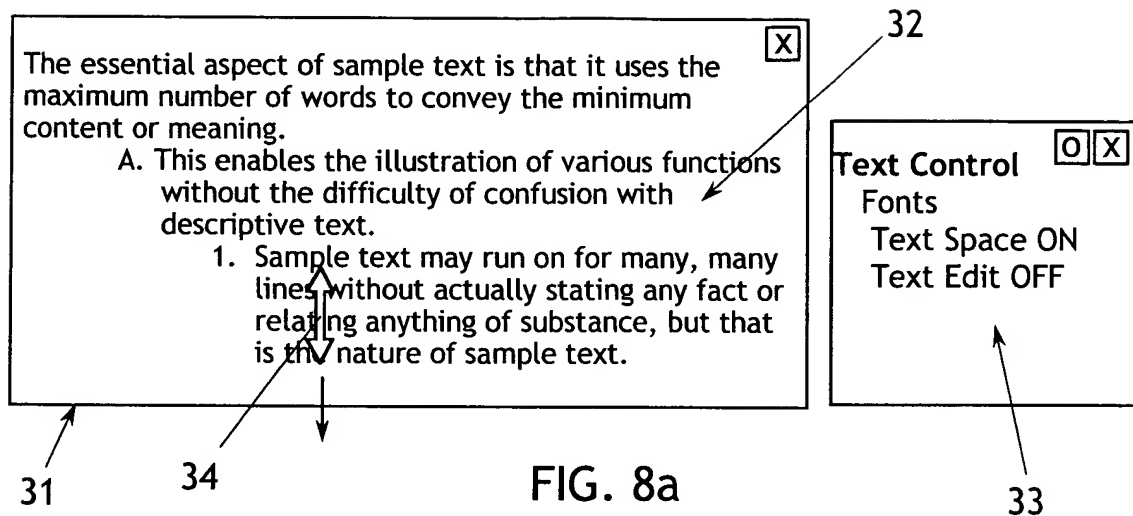 32
X
The essential aspect of sample text is that it uses the
maximum number of words to convey the minimum
content or meaning.
A. This enables the illustration of various functions
without the difficulty of confusion with
descriptive text.
1. Sample text may run on for many, many
lines without actually stating any fact or
relating anything of substance, but that
is the nature of sample text.
O X
Text Control
Fonts
Text Space ON
Text Edit OFF
31
34
FIG. 8a
33